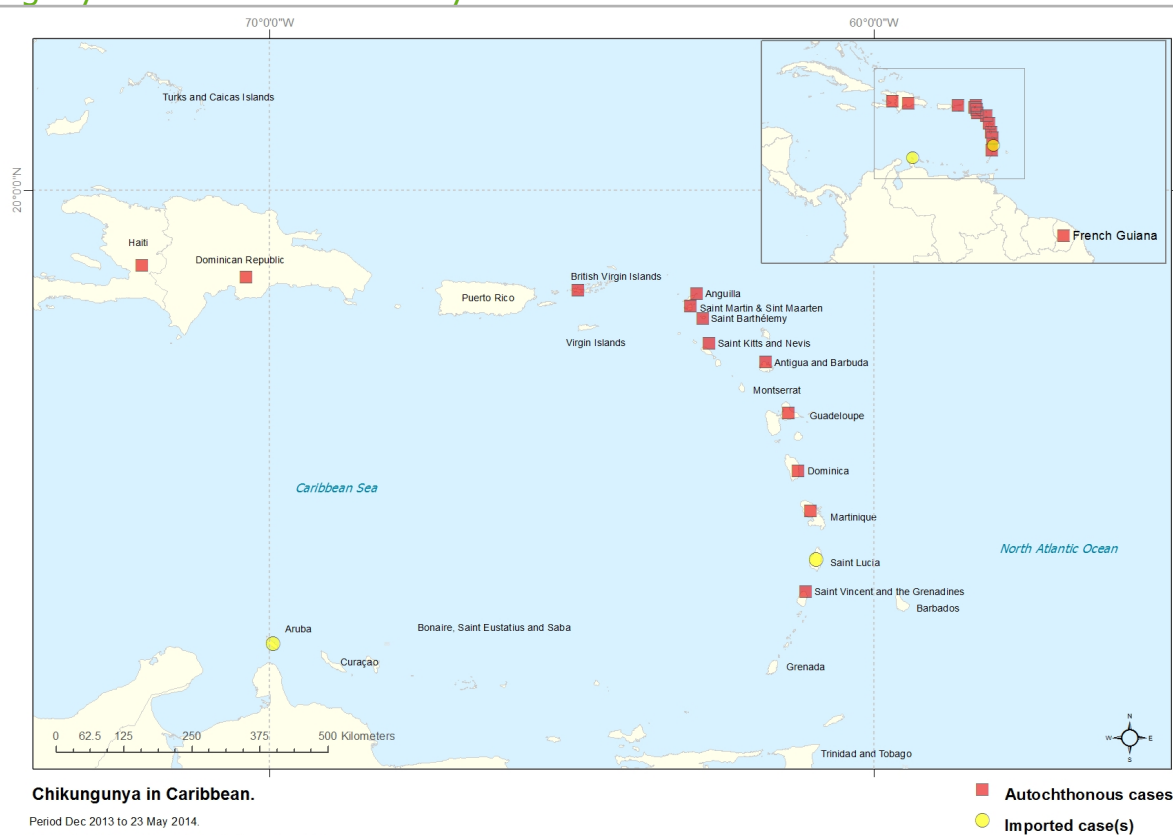 70°0'0"W
60°0'0"W
20°0'0"N
Turks and Caicas Islands
French Guiana
Haiti
Dominican Republic
Puerto Rico
British Virgin Islands
Virgin Islands
Anguilla
Saint Martin & Sint Maarten
Saint Barthélemy
Saint Kitts and Nevis
Antigua and Barbuda
Montserrat
Guadeloupe
Dominica
Caribbean Sea
Martinique
North Atlantic Ocean
Saint Lucia
Saint Vincent and the Grenadines
Barbados
Aruba
Bonaire, Saint Eustatius and Saba
Curaçao
Grenada
0 62.5 125 250 375 500 Kilometers
N
W E
S
Trinidad and Tobago
Chikungunya in Caribbean.
Period Dec 2013 to 23 May 2014.
Autochthonous cases
Imported case(s)